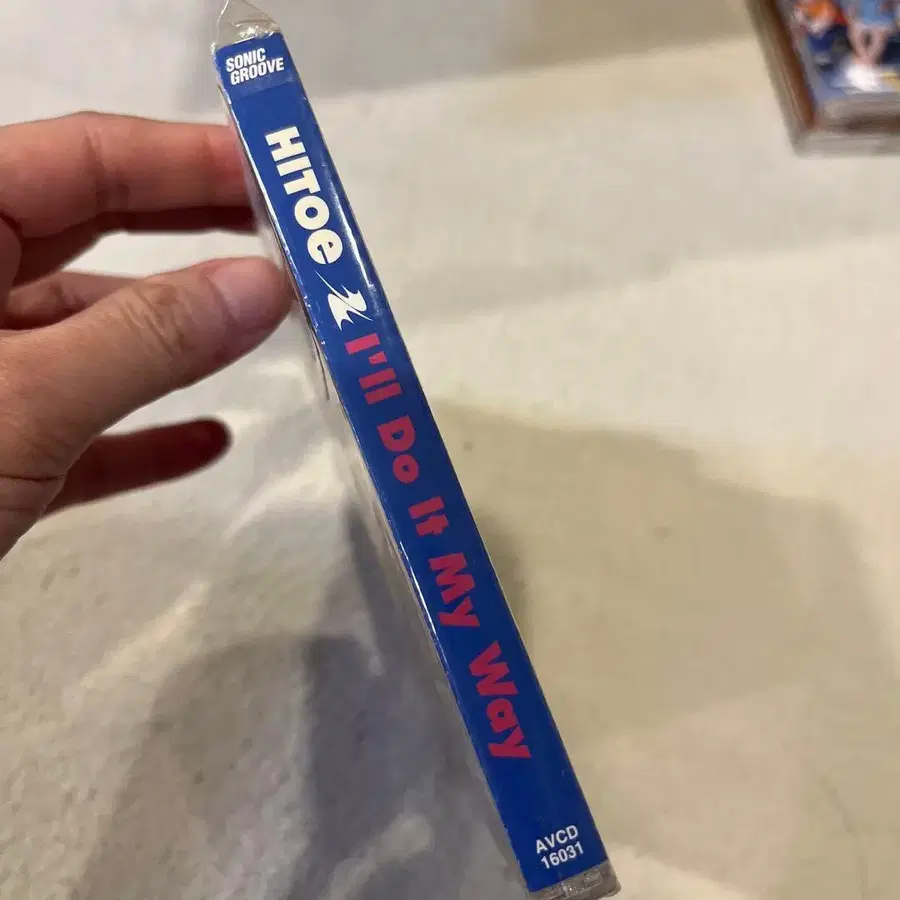 SONIC
GROOVE
HITOe
I'll Do It My Way
AVCD
16031